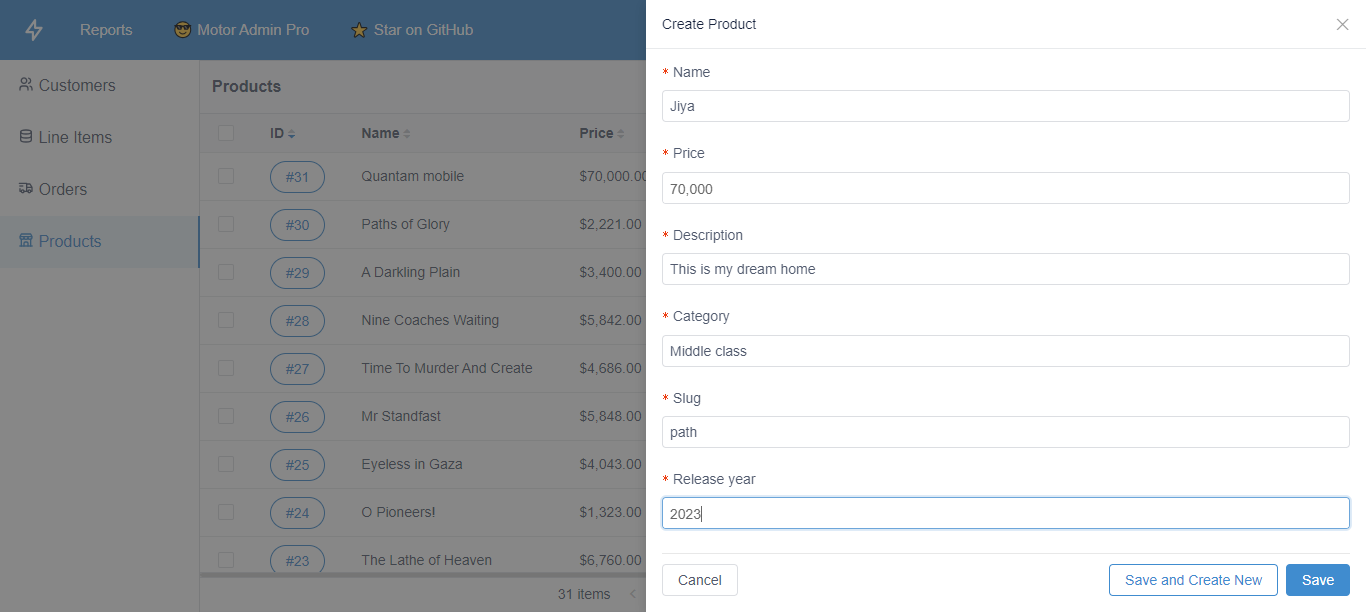 Reports
Motor Admin Pro
Star on GitHub
Customers
Line Items
Orders
Products
Products
ID Name Price
#31 Quantam mobile $70,000.00
#30 Paths of Glory $2,221.00
#29 A Darkling Plain $3,400.00
#28 Nine Coaches Waiting $5,842.00
#27 Time To Murder And Create $4,686.00
#26 Mr Standfast $5,848.00
#25 Eyeless in Gaza $4,043.00
#24 O Pioneers! $1,323.00
#23 The Lathe of Heaven $6,760.00
31 items
Create Product
* Name
Jiya
* Price
70,000
* Description
This is my dream home
* Category
Middle class
* Slug
path
* Release year
2023
Cancel
Save and Create New
Save